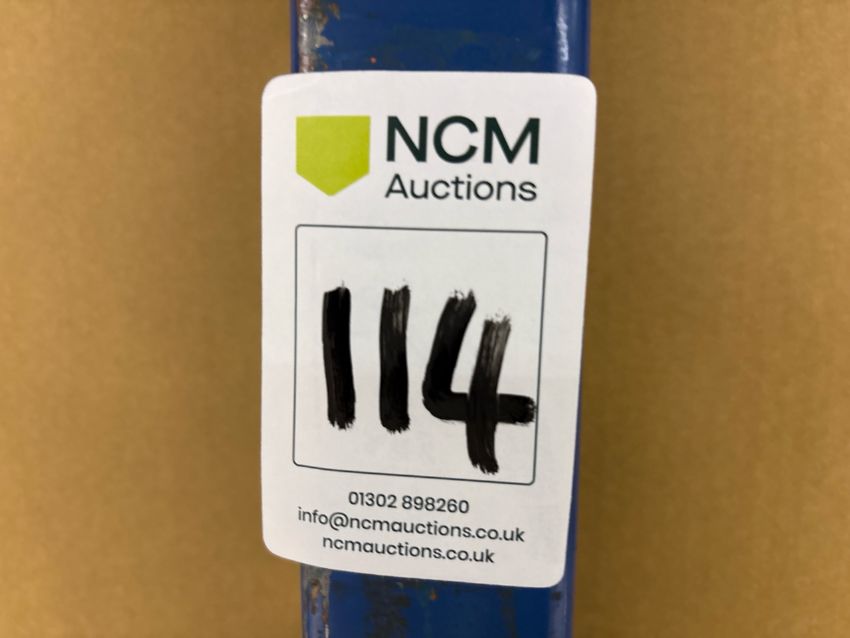 NCM
Auctions
114
01302 898260
info@ncmauctions.co.uk
ncmauctions.co.uk